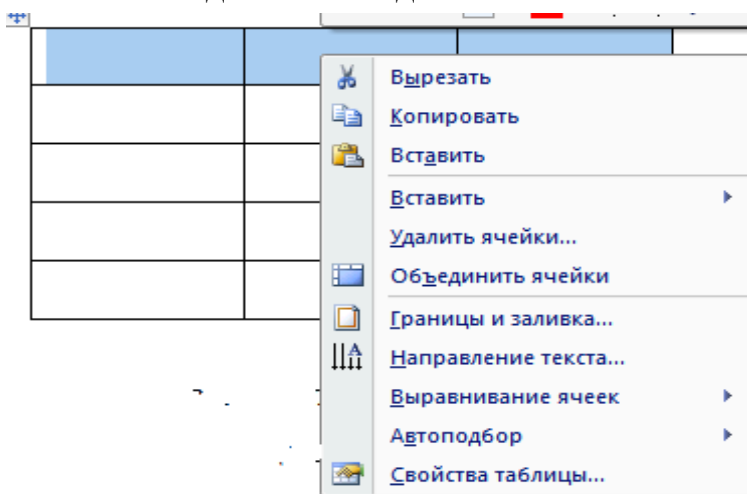 Вырезать
Копировать
Вставить
Вставить
Удалить ячейки...
Объединить ячейки
Границы и заливка...
Направление текста...
Выравнивание ячеек
Автоподбор
Свойства таблицы...